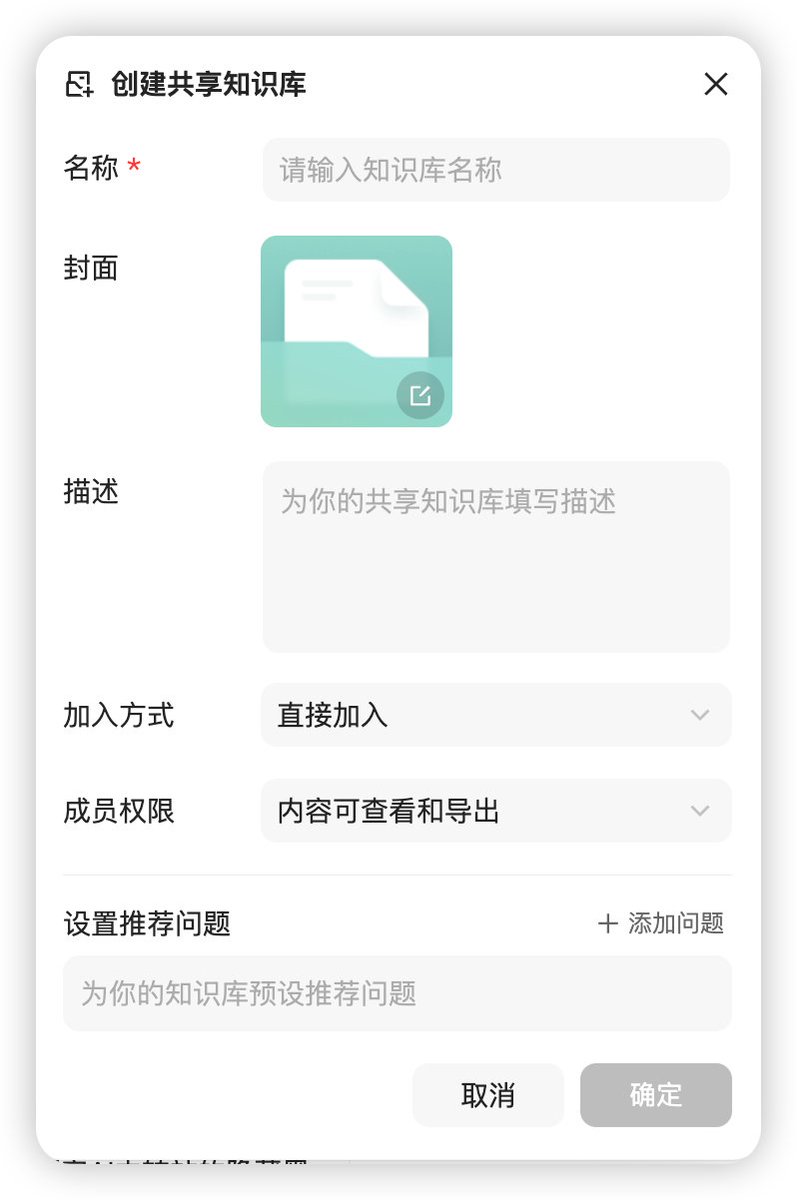 创建共享知识库
名称 *
请输入知识库名称
封面
描述
为你的共享知识库填写描述
加入方式
直接加入
成员权限
内容可查看和导出
设置推荐问题
+ 添加问题
为你的知识库预设推荐问题
取消
确定